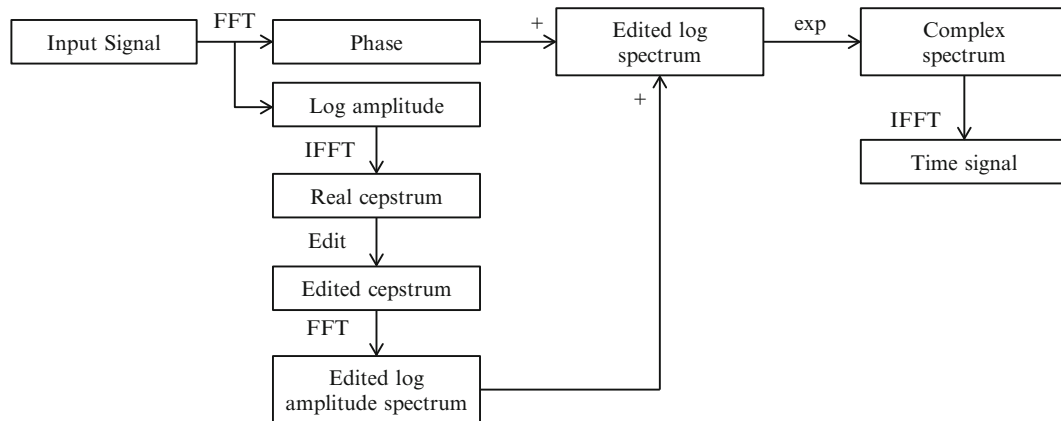 FFT
Input Signal
Phase
+
Edited log
spectrum
exp
Complex
spectrum
Log amplitude
+
IFFT
IFFT
Time signal
Real cepstrum
Edit
Edited cepstrum
FFT
Edited log
amplitude spectrum